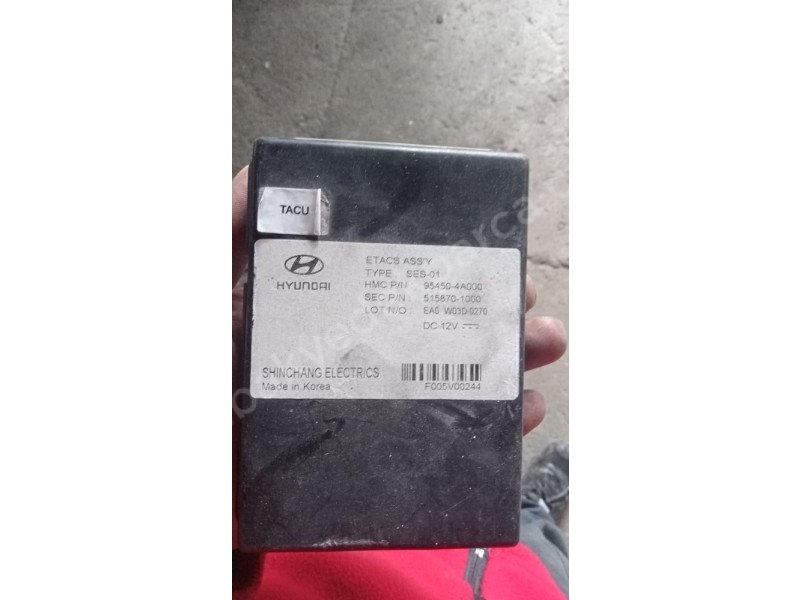 TACU
ETACS ASS'Y
TYPE SES-01
HYUNDAI
HMC P/N 95450-4A000
SEC P/N : 515870-1000
LOT N/O : EA0 W03D 0270
DC 12V
SHINCHANG ELECTRICS
Made in Korea
F005V00244